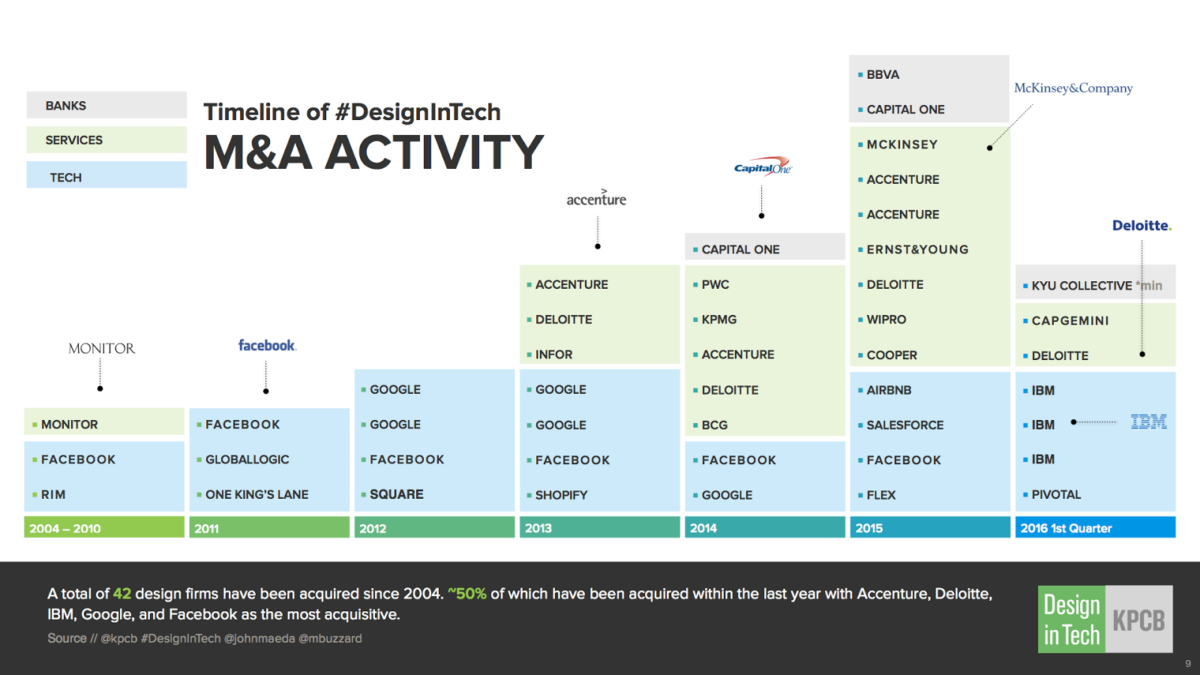 BANKS
SERVICES
TECH
Timeline of #DesignInTech
M&A ACTIVITY
MONITOR
MONITOR
FACEBOOK
RIM
2004 – 2010
facebook.
FACEBOOK
GLOBALLOGIC
ONE KING'S LANE
2011
GOOGLE
GOOGLE
FACEBOOK
SQUARE
2012
accenture
ACCENTURE
DELOITTE
INFOR
GOOGLE
GOOGLE
FACEBOOK
SHOPIFY
2013
CapitalOne
CAPITAL ONE
PWC
KPMG
ACCENTURE
DELOITTE
BCG
FACEBOOK
GOOGLE
2014
BBVA
CAPITAL ONE
MCKINSEY
ACCENTURE
ACCENTURE
ERNST&YOUNG
DELOITTE
WIPRO
COOPER
AIRBNB
SALESFORCE
FACEBOOK
FLEX
2015
McKinsey&Company
Deloitte.
KYU COLLECTIVE *min
CAPGEMINI
DELOITTE
IBM
IBM
IBM
IBM
PIVOTAL
2016 1st Quarter
A total of 42 design firms have been acquired since 2004. ~50% of which have been acquired within the last year with Accenture, Deloitte,
IBM, Google, and Facebook as the most acquisitive.
Source // @kpcb #DesignInTech @johnmaeda @mbuzzard
Design
in Tech
KPCB
9